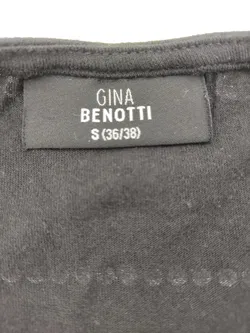 GINA
BENOTTI
S (36/38)